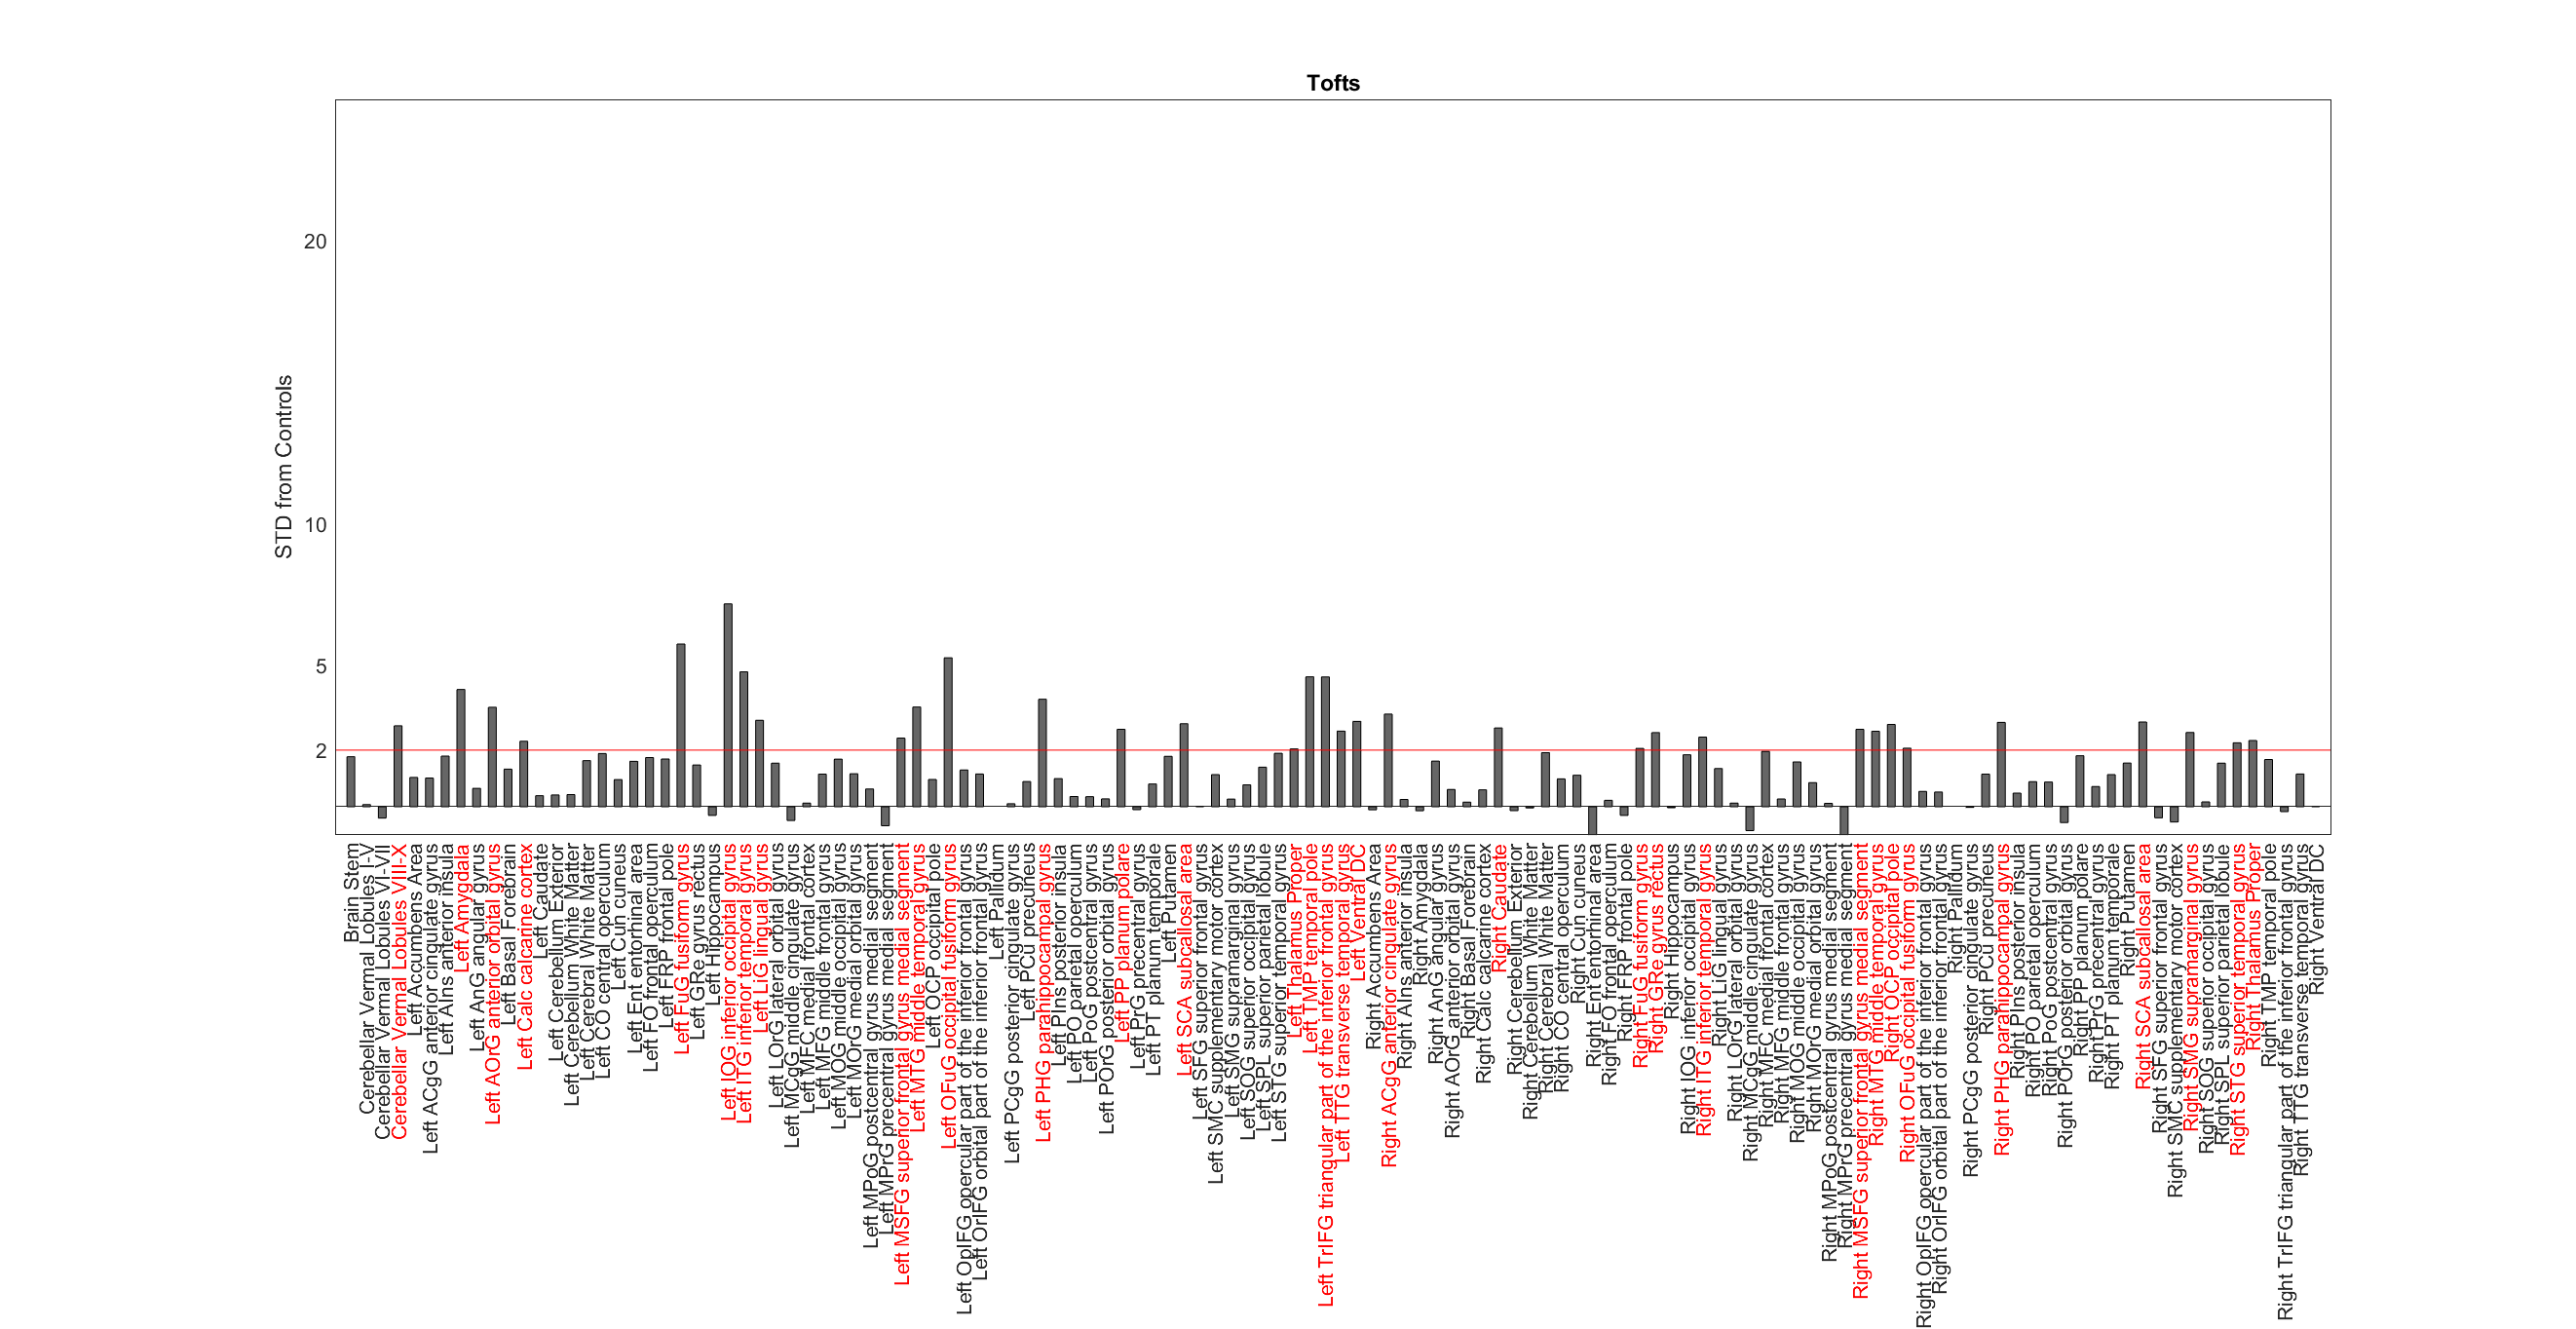 Tofts
STD from Controls
20
10
5
2
Brain Stem
Cerebellar Vermal Lobules I-V
Cerebellar Vermal Lobules VI-VII
Cerebellar Vermal Lobules VIII-X
Left Accumbens Area
Left ACgG anterior cingulate gyrus
Left AIns anterior insula
Left Amygdala
Left AnG angular gyrus
Left AOrG anterior orbital gyrus
Left Basal Forebrain
Left Calc calcarine cortex
Left Caudate
Left Cerebellum Exterior
Left Cerebellum White Matter
Left Cerebral White Matter
Left CO central operculum
Left Cun cuneus
Left Ent entorhinal area
Left FO frontal operculum
Left FRP frontal pole
Left FuG fusiform gyrus
Left GRe gyrus rectus
Left Hippocampus
Left IOG inferior occipital gyrus
Left ITG inferior temporal gyrus
Left LiG lingual gyrus
Left LOrG lateral orbital gyrus
Left MCgG middle cingulate gyrus
Left MFC medial frontal cortex
Left MFG middle frontal gyrus
Left MOG middle occipital gyrus
Left MOrG medial orbital gyrus
Left MPoG postcentral gyrus medial segment
Left MPrG precentral gyrus medial segment
Left MSFG superior frontal gyrus medial segment
Left MTG middle temporal gyrus
Left OCP occipital pole
Left OFuG occipital fusiform gyrus
Left OpIFG opercular part of the inferior frontal gyrus
Left OrIFG orbital part of the inferior frontal gyrus
Left Pallidum
Left PCgG posterior cingulate gyrus
Left PCu precuneus
Left PHG parahippocampal gyrus
Left PIns posterior insula
Left PO parietal operculum
Left PoG postcentral gyrus
Left POrG posterior orbital gyrus
Left PP planum polare
Left PrG precentral gyrus
Left PT planum temporale
Left Putamen
Left SCA subcallosal area
Left SFG superior frontal gyrus
Left SMC supplementary motor cortex
Left SMG supramarginal gyrus
Left SOG superior occipital gyrus
Left SPL superior parietal lobule
Left STG superior temporal gyrus
Left Thalamus Proper
Left TMP temporal pole
Left TrIFG triangular part of the inferior frontal gyrus
Left TTG transverse temporal gyrus
Left Ventral DC
Right Accumbens Area
Right ACgG anterior cingulate gyrus
Right AIns anterior insula
Right Amygdala
Right AnG angular gyrus
Right AOrG anterior orbital gyrus
Right Basal Forebrain
Right Calc calcarine cortex
Right Caudate
Right Cerebellum Exterior
Right Cerebellum White Matter
Right Cerebral White Matter
Right CO central operculum
Right Cun cuneus
Right Ent entorhinal area
Right FO frontal operculum
Right FRP frontal pole
Right FuG fusiform gyrus
Right GRe gyrus rectus
Right Hippocampus
Right IOG inferior occipital gyrus
Right ITG inferior temporal gyrus
Right LiG lingual gyrus
Right LOrG lateral orbital gyrus
Right MCgG middle cingulate gyrus
Right MFC medial frontal cortex
Right MFG middle frontal gyrus
Right MOG middle occipital gyrus
Right MOrG medial orbital gyrus
Right MPoG postcentral gyrus medial segment
Right MPrG precentral gyrus medial segment
Right MSFG superior frontal gyrus medial segment
Right MTG middle temporal gyrus
Right OCP occipital pole
Right OFuG occipital fusiform gyrus
Right OpIFG opercular part of the inferior frontal gyrus
Right OrIFG orbital part of the inferior frontal gyrus
Right Pallidum
Right PCgG posterior cingulate gyrus
Right PCu precuneus
Right PHG parahippocampal gyrus
Right PIns posterior insula
Right PO parietal operculum
Right PoG postcentral gyrus
Right POrG posterior orbital gyrus
Right PP planum polare
Right PrG precentral gyrus
Right PT planum temporale
Right Putamen
Right SCA subcallosal area
Right SFG superior frontal gyrus
Right SMC supplementary motor cortex
Right SMG supramarginal gyrus
Right SOG superior occipital gyrus
Right SPL superior parietal lobule
Right STG superior temporal gyrus
Right Thalamus Proper
Right TMP temporal pole
Right TrIFG triangular part of the inferior frontal gyrus
Right TTG transverse temporal gyrus
Right Ventral DC